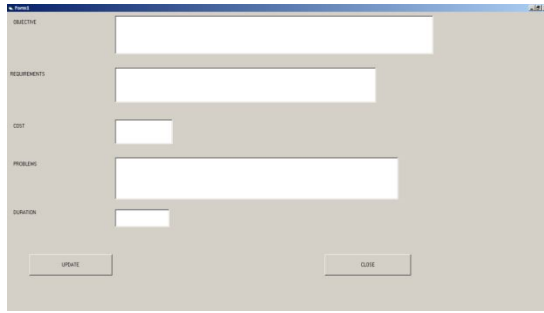 Form1
OBJECTIVE
REQUIREMENTS
COST
PROBLEMS
DURATION
UPDATE
CLOSE